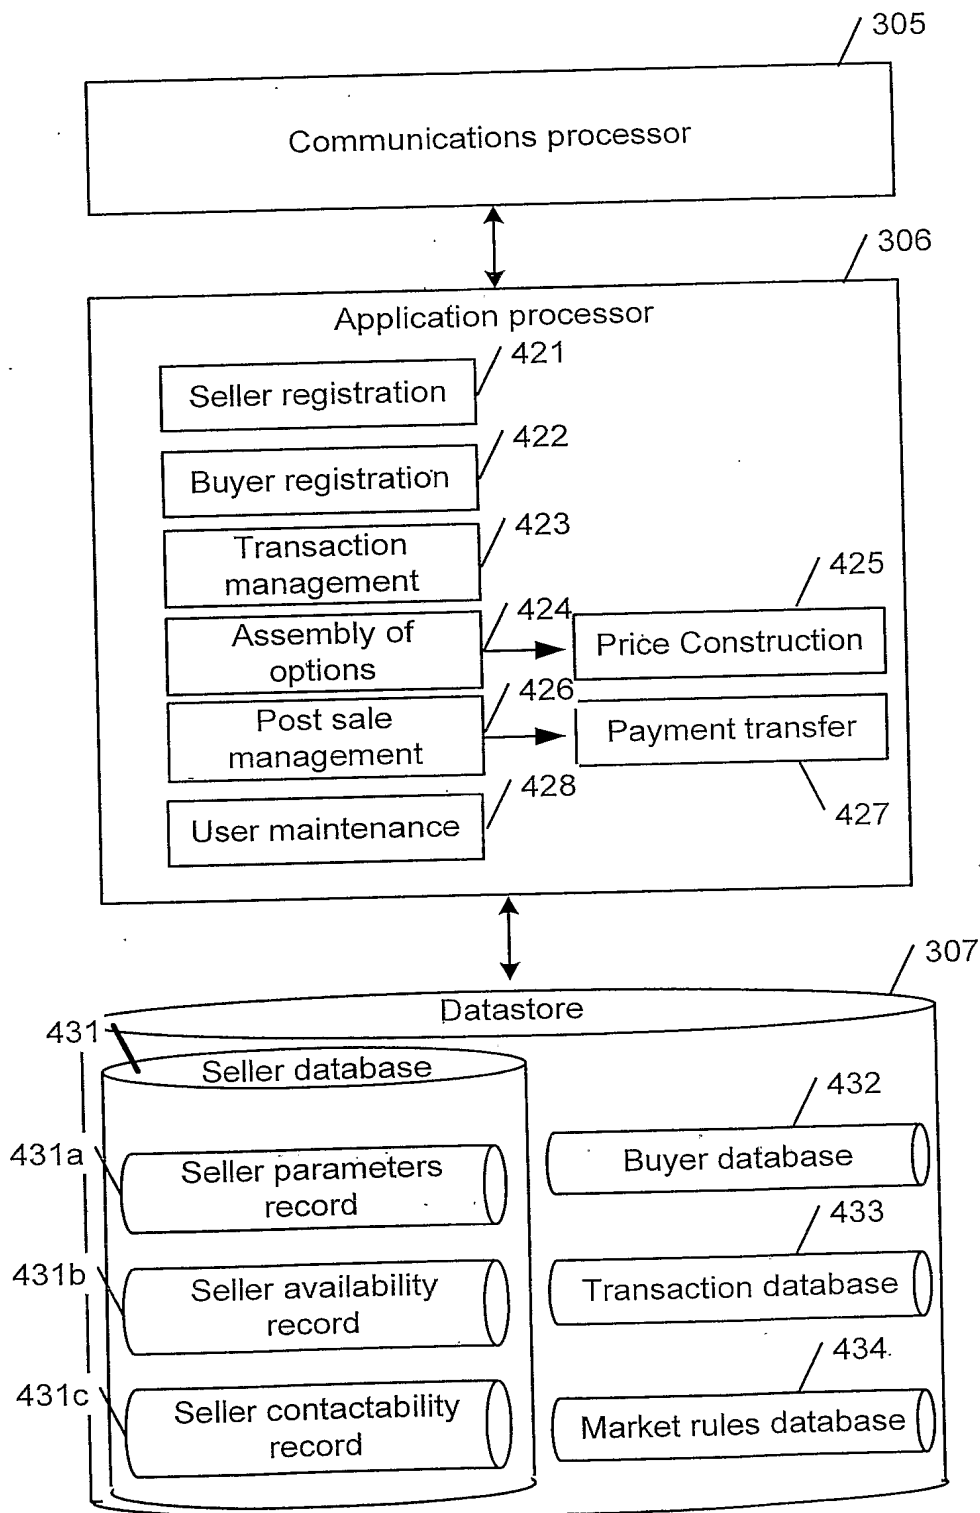 305
Communications processor
306
Application processor
421
Seller registration
422
Buyer registration
423
Transaction
management
424
425
Assembly of
options
Price Construction
426
Post sale
management
Payment transfer
427
428
User maintenance
307
Datastore
431
Seller database
432
431a
Seller parameters
record
Buyer database
433
431b
Seller availability
record
Transaction database
434
431c
Seller contactability
record
Market rules database